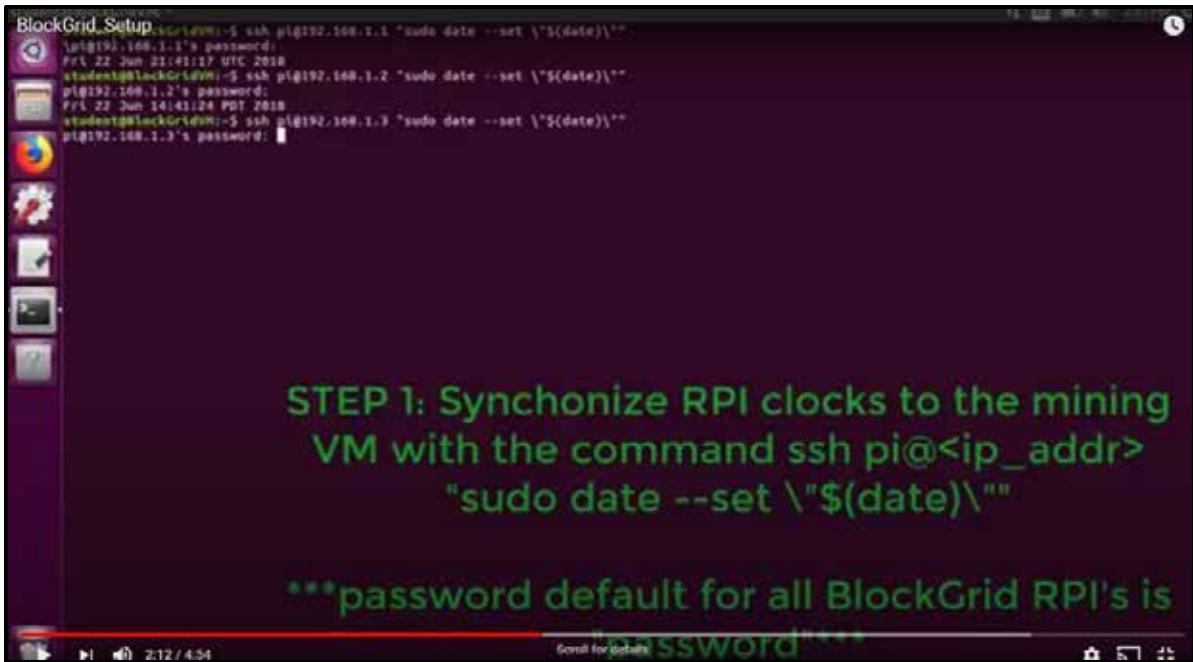 BlockGrid_Setup
student@BlockGridVM:~$ ssh pi@192.168.1.1 "sudo date --set \"$(date)\""
\pi@192.168.1.1's password:
Fri 22 Jun 21:41:17 UTC 2018
student@BlockGridVM:~$ ssh pi@192.168.1.2 "sudo date --set \"$(date)\""
pi@192.168.1.2's password:
Fri 22 Jun 14:41:24 PDT 2018
student@BlockGridVM:~$ ssh pi@192.168.1.3 "sudo date --set \"$(date)\""
pi@192.168.1.3's password:
STEP 1: Synchonize RPI clocks to the mining
VM with the command ssh pi@<ip_addr>
"sudo date --set \"$(date)\""
***password default for all BlockGrid RPI's is
"password"***
2:12 / 4:54
Scroll for details